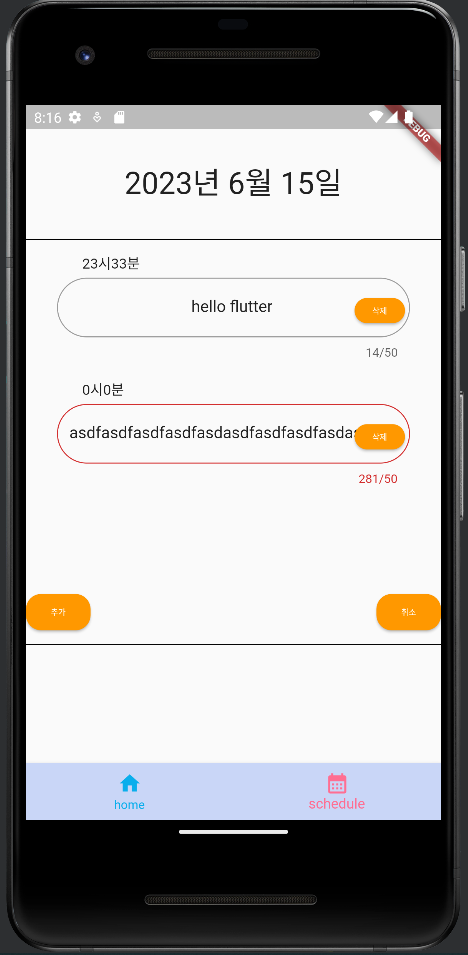 8:16
DEBUG
2023년 6월 15일
23시33분
hello flutter
삭제
14/50
0시0분
asdfasdfasdfasdfasdasdfasdfasdfasdas
삭제
281/50
추가
취소
home
schedule